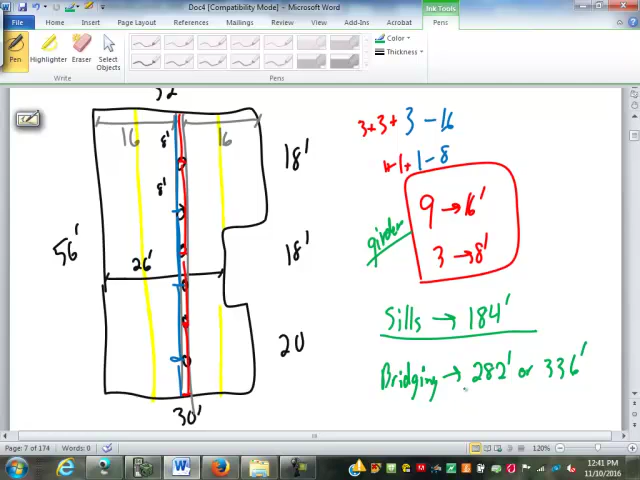 Doc4 [Compatibility Mode] - Microsoft Word
Ink Tools
File Home Insert Page Layout References Mailings Review View Add-Ins Acrobat Pens
Pen Highlighter Eraser Select Objects
Color
Thickness
Write
Pens
32'
16 16
8'
8'
18'
18'
56'
26'
20
30'
3+3+3-16
1+1-8
9→16'
3→8'
girder
Sills → 184'
Bridging → 282' or 336'
Page: 7 of 174 Words: 0 120%
12:41 PM
11/10/2016